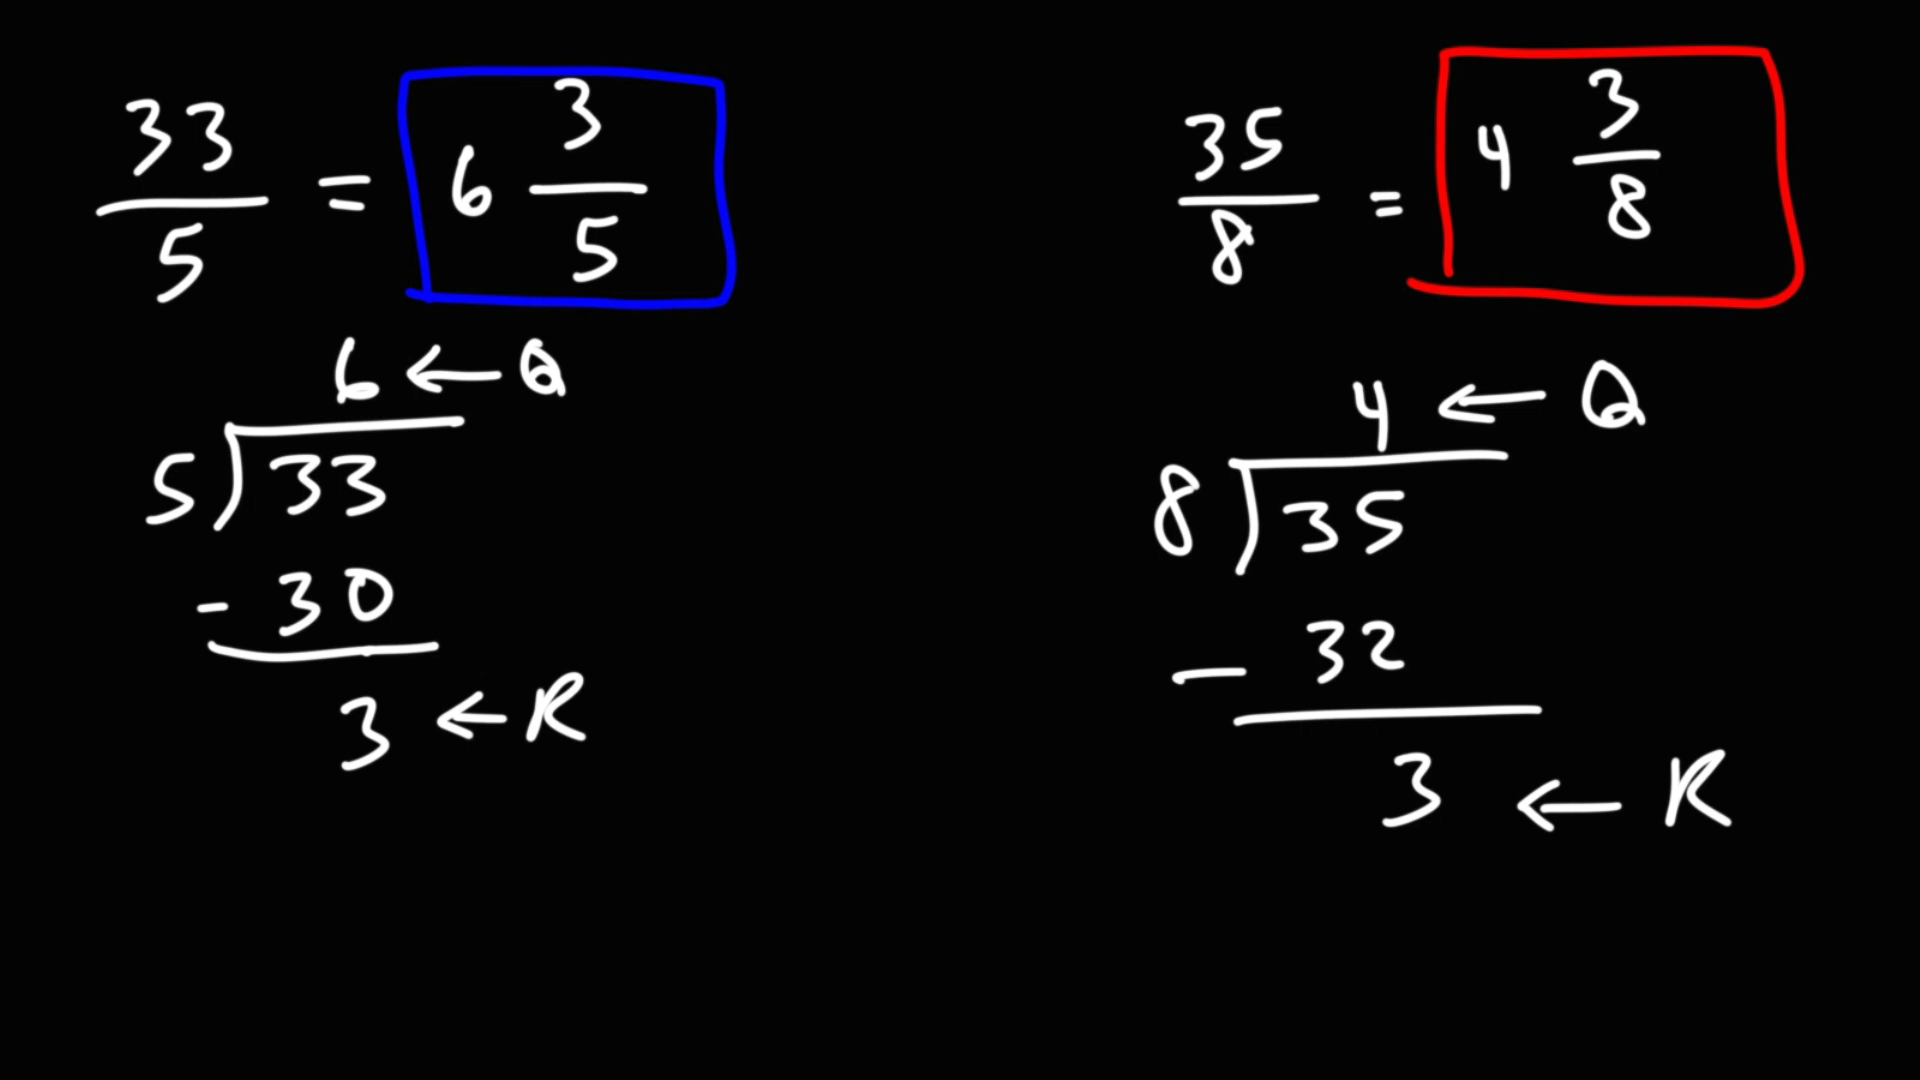 33/5 = 6 3/5
6 ← Q
5)33
- 30
3 ← R
35/8 = 4 3/8
4 ← Q
8)35
- 32
3 ← R